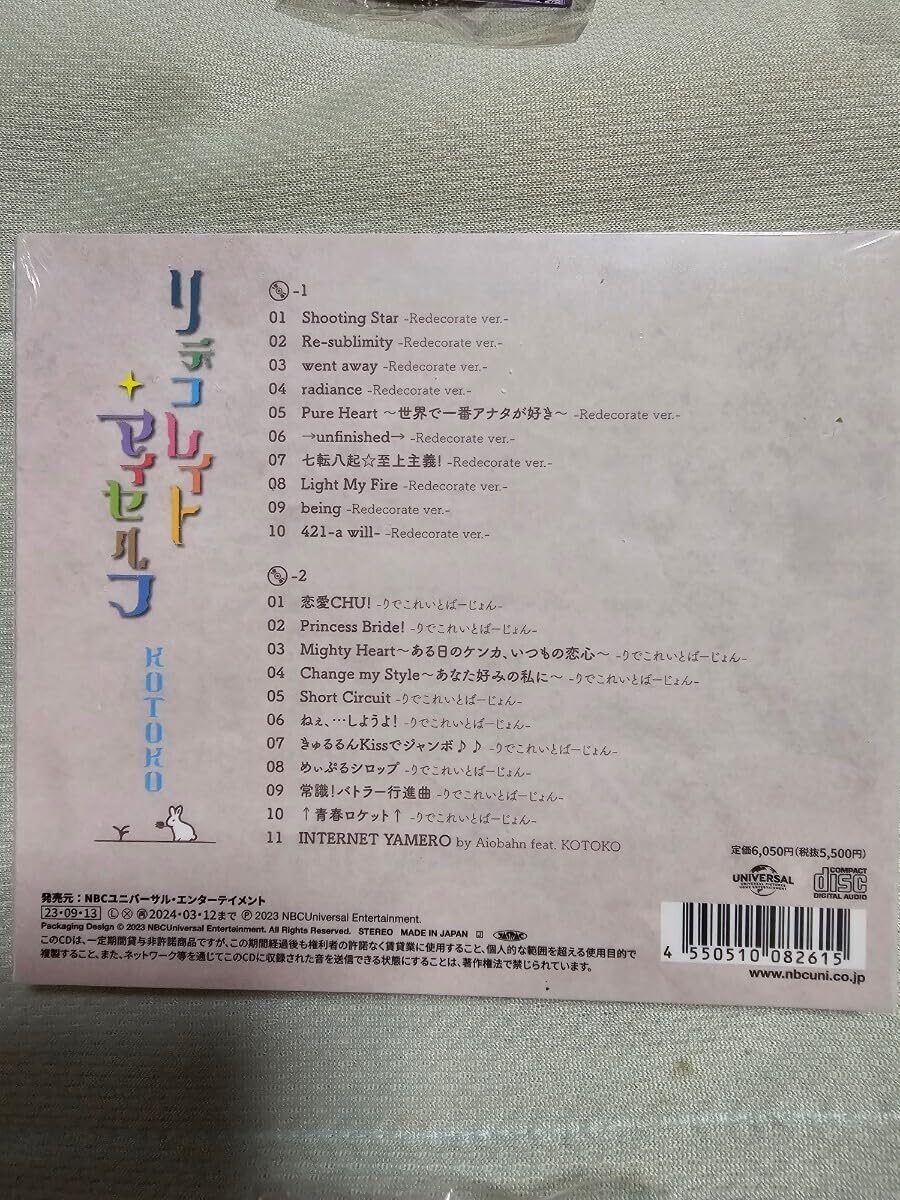 リデコレイト
アイセルフ
KOTOKO
-1
01 Shooting Star -Redecorate ver.-
02 Re-sublimity -Redecorate ver.-
03 went away -Redecorate ver.-
04 radiance -Redecorate ver.-
05 Pure Heart ～世界で一番アナタが好き～ -Redecorate ver.-
06 →unfinished→ -Redecorate ver.-
07 七転八起☆至上主義! -Redecorate ver.-
08 Light My Fire -Redecorate ver.-
09 being -Redecorate ver.-
10 421-a will- -Redecorate ver.-
-2
01 恋愛CHU! -りでこれいとばーじょん-
02 Princess Bride! -りでこれいとばーじょん-
03 Mighty Heart～ある日のケンカ、いつもの恋心～ -りでこれいとばーじょん-
04 Change my Style～あなた好みの私に～ -りでこれいとばーじょん-
05 Short Circuit -りでこれいとばーじょん-
06 ねぇ、…しようよ! -りでこれいとばーじょん-
07 きゅるるんKissでジャンボ♪♪ -りでこれいとばーじょん-
08 めぃぷるシロップ -りでこれいとばーじょん-
09 常識!バトラー行進曲 -りでこれいとばーじょん-
10 ↑青春ロケット↑ -りでこれいとばーじょん-
11 INTERNET YAMERO by Aiobahn feat. KOTOKO
定価6,050円(税抜5,500円)
UNIVERSAL
COMPACT
disc
DIGITAL AUDIO
発売元:NBCユニバーサル・エンターテイメント
23・09・13 Ⓛ 2024・03・12まで Ⓟ 2023 NBCUniversal Entertainment.
Packaging Design © 2023 NBCUniversal Entertainment. All Rights Reserved. STEREO MADE IN JAPAN
このCDは、一定期間貸与非許諾商品ですが、この期間経過後も権利者の許諾なく賃貸業に使用すること、個人的な範囲を超える使用目的で
複製すること、また、ネットワーク等を通じてこのCDに収録された音を送信できる状態にすることは、著作権法で禁じられています。
4 550510 082615
www.nbcuni.co.jp